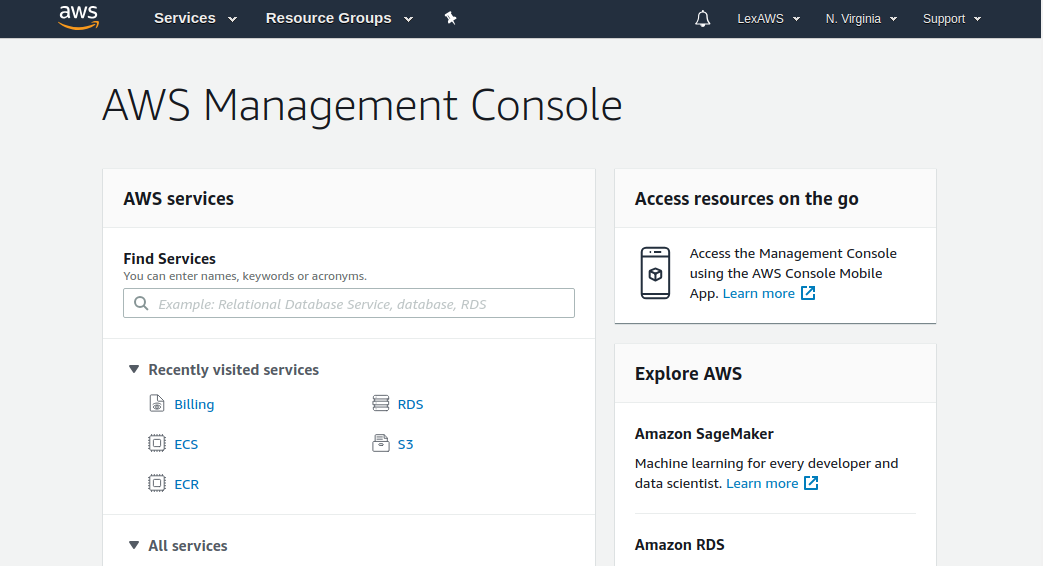 aws Services Resource Groups LexAWS N. Virginia Support
AWS Management Console
AWS services
Find Services
You can enter names, keywords or acronyms.
Example: Relational Database Service, database, RDS
Recently visited services
Billing RDS
ECS S3
ECR
All services
Access resources on the go
Access the Management Console
using the AWS Console Mobile
App. Learn more
Explore AWS
Amazon SageMaker
Machine learning for every developer and
data scientist. Learn more
Amazon RDS